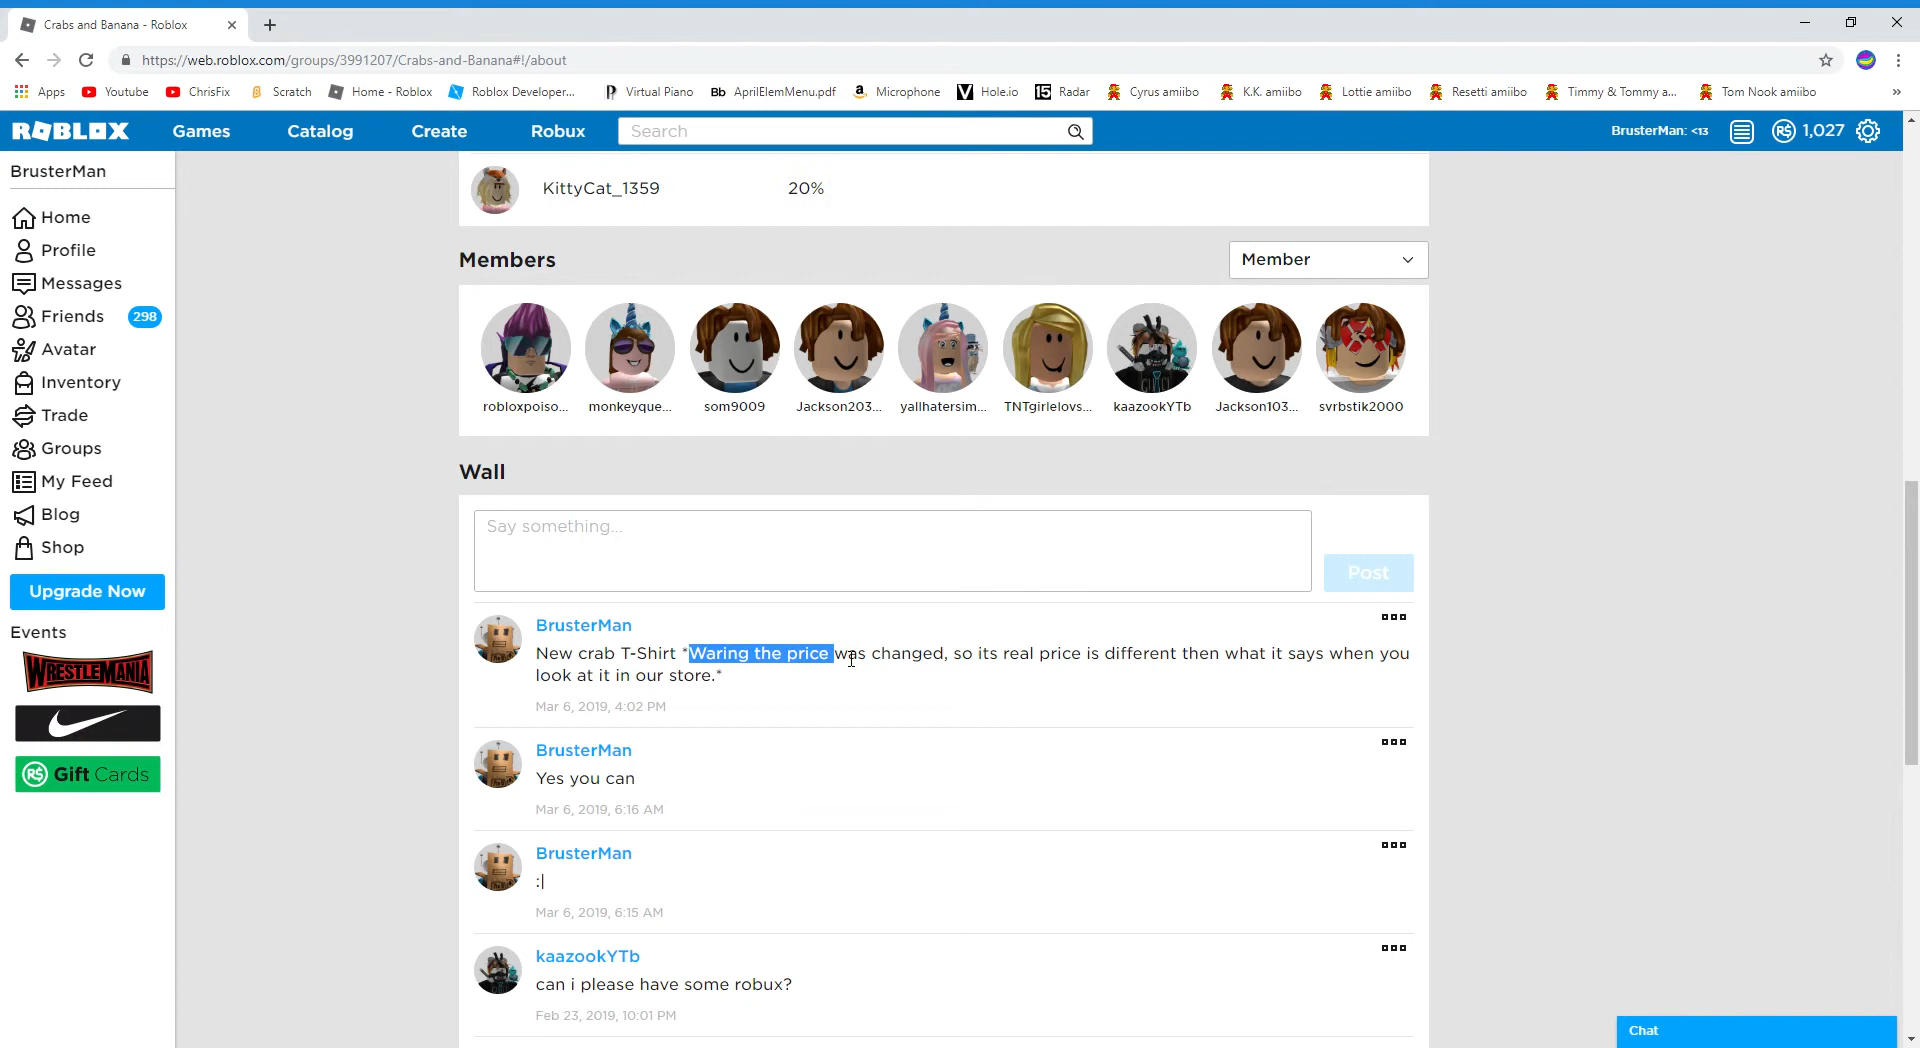 Crabs and Banana - Roblox
https://web.roblox.com/groups/3991207/Crabs-and-Banana#!/about
Apps Youtube ChrisFix Scratch Home - Roblox Roblox Developer... Virtual Piano Bb AprilElemMenu.pdf Microphone Hole.io 15 Radar Cyrus amiibo K.K. amiibo Lottie amiibo Resetti amiibo Timmy & Tommy a... Tom Nook amiibo »
ROBLOX Games Catalog Create Robux Search BrusterMan: <13 R$ 1,027
BrusterMan
Home
Profile
Messages
Friends 298
Avatar
Inventory
Trade
Groups
My Feed
Blog
Shop
Upgrade Now
Events
WRESTLEMANIA
R$ Gift Cards
KittyCat_1359 20%
Members Member
robloxpoiso... monkeyque... som9009 Jackson203... yallhatersim... TNTgirlelovs... kaazookYTb Jackson103... svrbstik2000
Wall
Say something...
Post
BrusterMan
New crab T-Shirt *Waring the price was changed, so its real price is different then what it says when you
look at it in our store.*
Mar 6, 2019, 4:02 PM
BrusterMan
Yes you can
Mar 6, 2019, 6:16 AM
BrusterMan
:|
Mar 6, 2019, 6:15 AM
kaazookYTb
can i please have some robux?
Feb 23, 2019, 10:01 PM
Chat